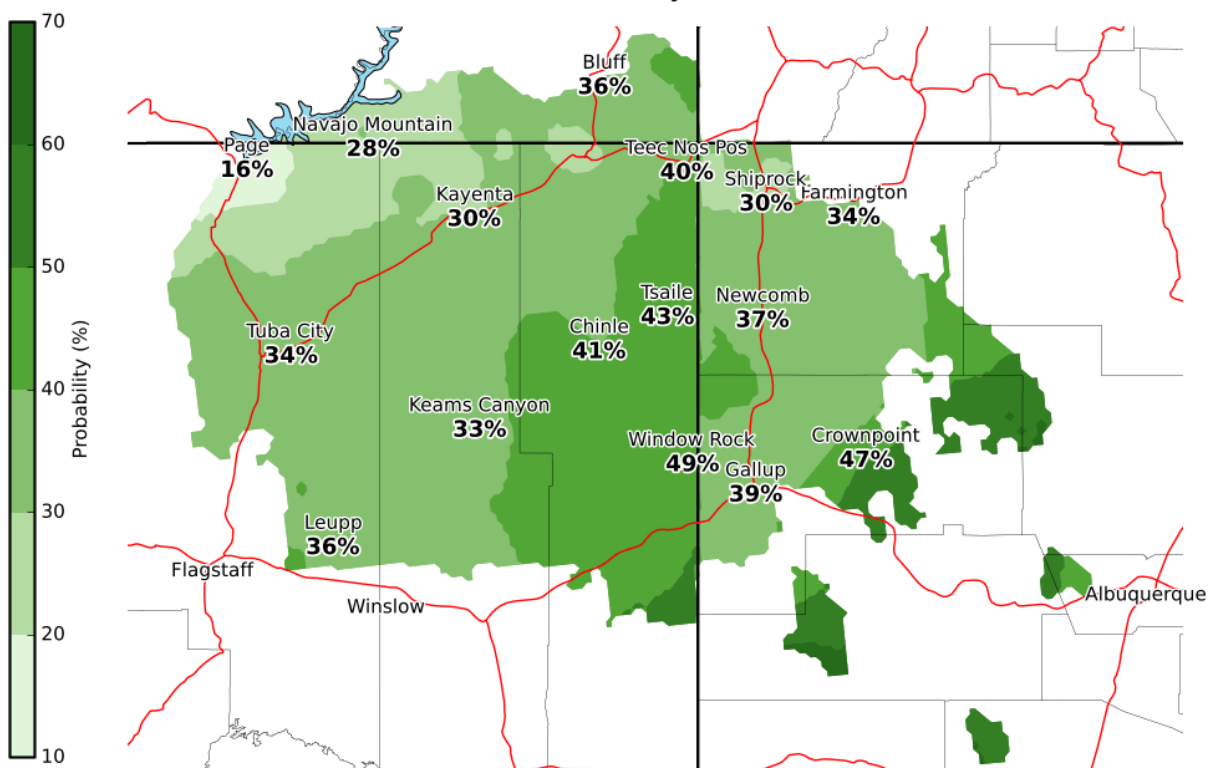 70
60
50
40
30
20
10
Probability (%)
Bluff
36%
Navajo Mountain
28%
Page
16%
Teec Nos Pos
40%
Shiprock
30%
Farmington
34%
Kayenta
30%
Tsaile
43%
Newcomb
37%
Chinle
41%
Tuba City
34%
Keams Canyon
33%
Window Rock
49%
Crownpoint
47%
Gallup
39%
Leupp
36%
Flagstaff
Winslow
Albuquerque